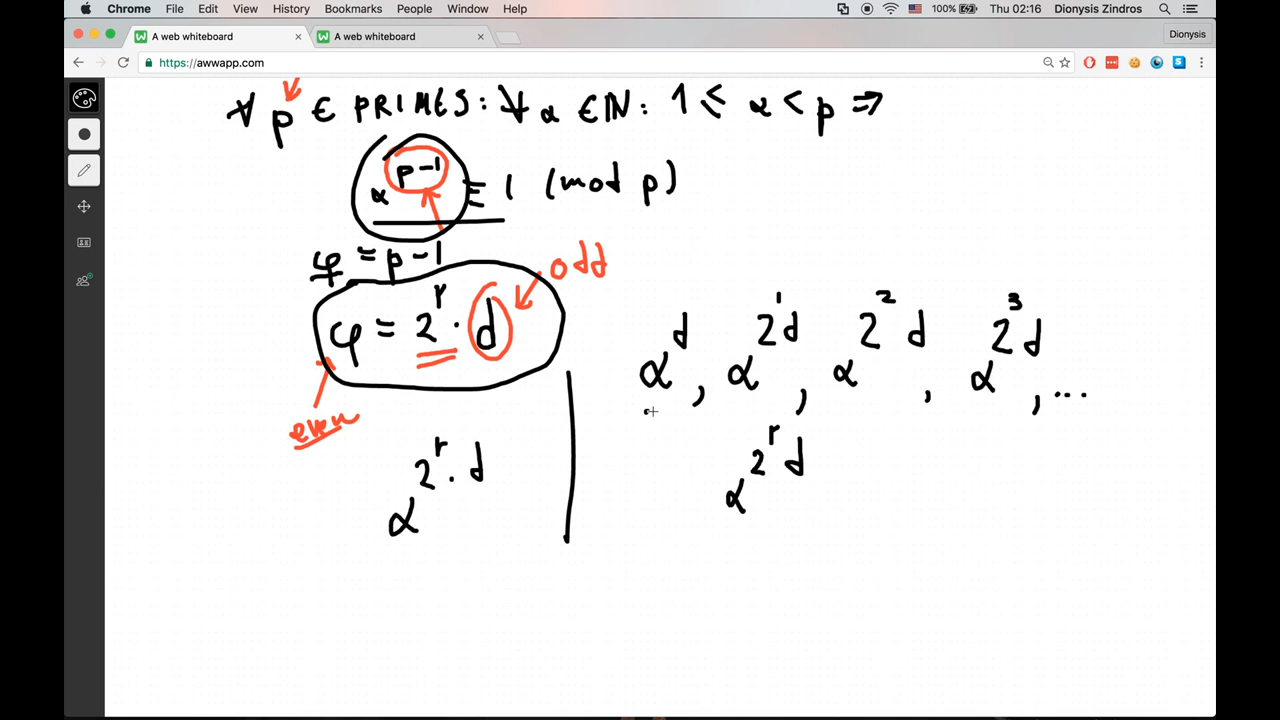 Chrome File Edit View History Bookmarks People Window Help 100% Thu 02:16 Dionysis Zindros
A web whiteboard A web whiteboard Dionysis
https://awwapp.com
∀ p ∈ PRIMES: ∀ α ∈ ℕ: 1 ≤ α < p ⇒
α^(p-1) ≡ 1 (mod p)
φ = p-1
odd
φ = 2^r · d
even
α^d, α^(2^1 d), α^(2^2 d), α^(2^3 d), ...
α^(2^r · d)
α^(2^r d)